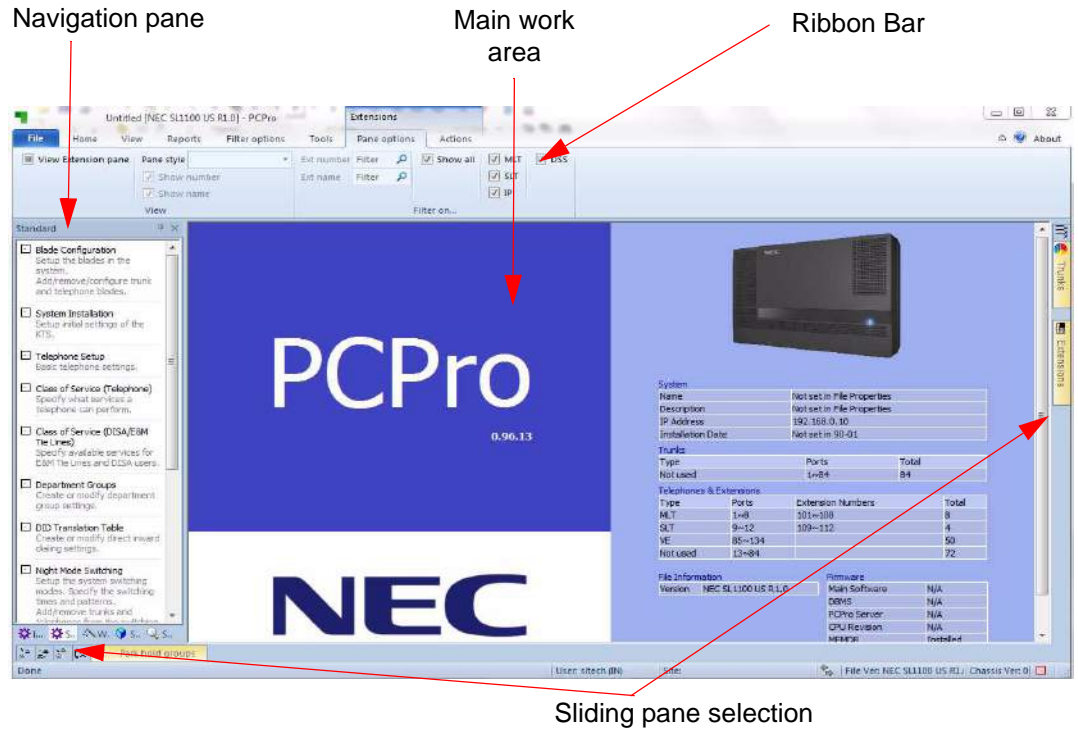 Navigation pane
Main work
area
Ribbon Bar
Untitled [NEC SL1100 US R1.0] - PCPro
Extensions
File Home View Reports Filter options Tools Pane options Actions About
View Extension pane Pane style Ext number Filter Show all MLT DSS
Show number Ext name Filter SLT
Show name IP
View Filter on...
Standard
Blade Configuration
Setup the blades in the
system.
Add/remove/configure trunk
and telephone blades.
System Installation
Setup initial settings of the
KTS.
Telephone Setup
Basic telephone settings.
Class of Service (Telephone)
Specify what services a
telephone can perform.
Class of Service (DISA/E&M
Tie Lines)
Specify available services for
E&M Tie Lines and DISA users.
Department Groups
Create or modify department
group settings.
DID Translation Table
Create or modify direct inward
dialing settings.
Night Mode Switching
Setup the system switching
modes. Specify the switching
times and patterns.
Add/remove trunks and
I... S.. W. S.. S..
Park hold groups
PCPro
0.96.13
NEC
NEC
System
Name Not set in File Properties
Description Not set in File Properties
IP Address 192.168.0.10
Installation Date Not set in 90-01
Trunks
Type Ports Total
Not used 1~84 84
Telephones & Extensions
Type Ports Extension Numbers Total
MLT 1~8 101~108 8
SLT 9~12 109~112 4
VE 85~134 50
Not used 13~84 72
File Information
Version NEC SL1100 US R1.0
Firmware
Main Software N/A
DBMS N/A
PCPro Server N/A
CPU Revision N/A
MEMDB Installed
Trunks
Extensions
Done User: sltech (IN) Site: File Ver: NEC SL1100 US R1.( Chassis Ver: 0(
Sliding pane selection